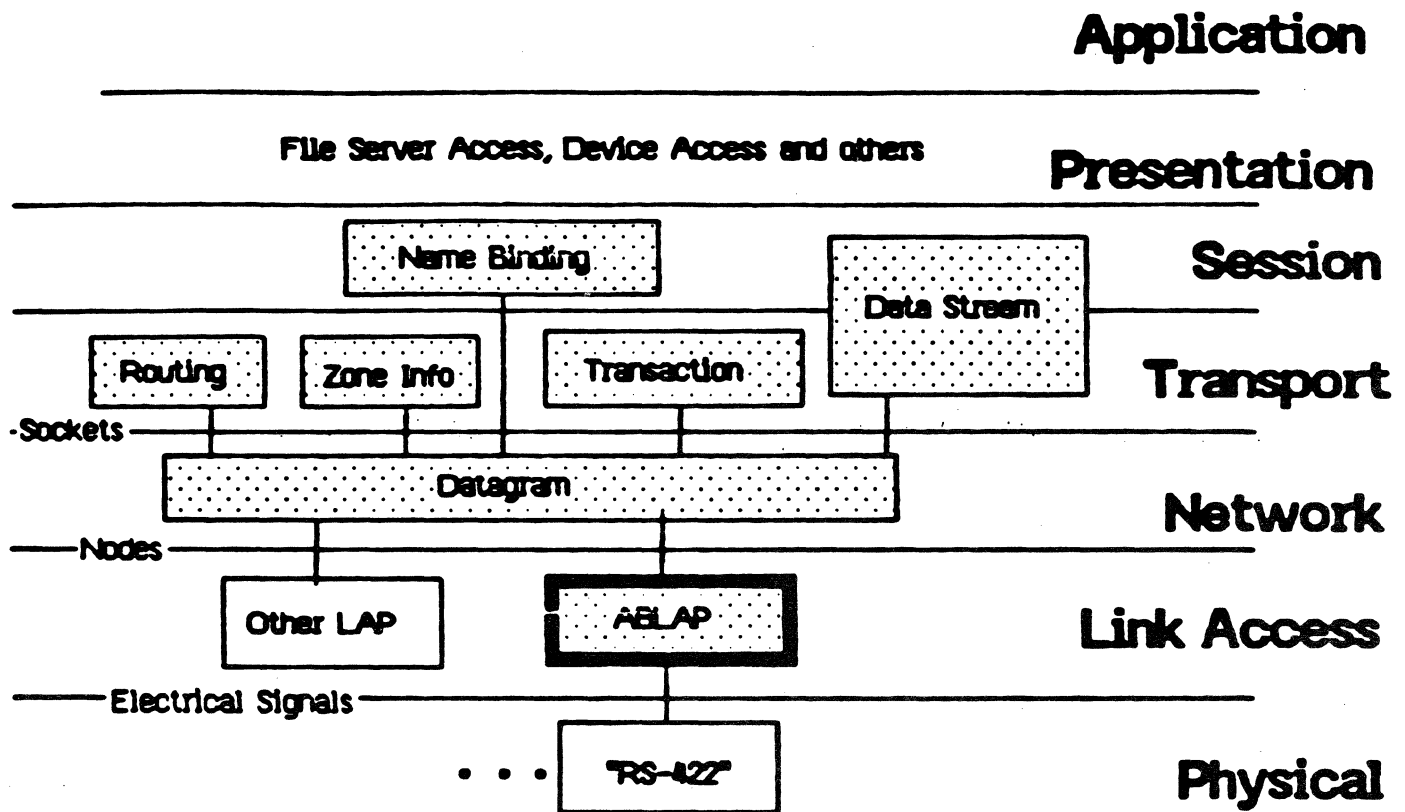 Application
File Server Access, Device Access and others
Presentation
Name Binding
Session
Data Stream
Routing
Zone Info
Transaction
Transport
Sockets
Datagram
Network
Nodes
Other LAP
ABLAP
Link Access
Electrical Signals
• • •
"RS-422"
Physical